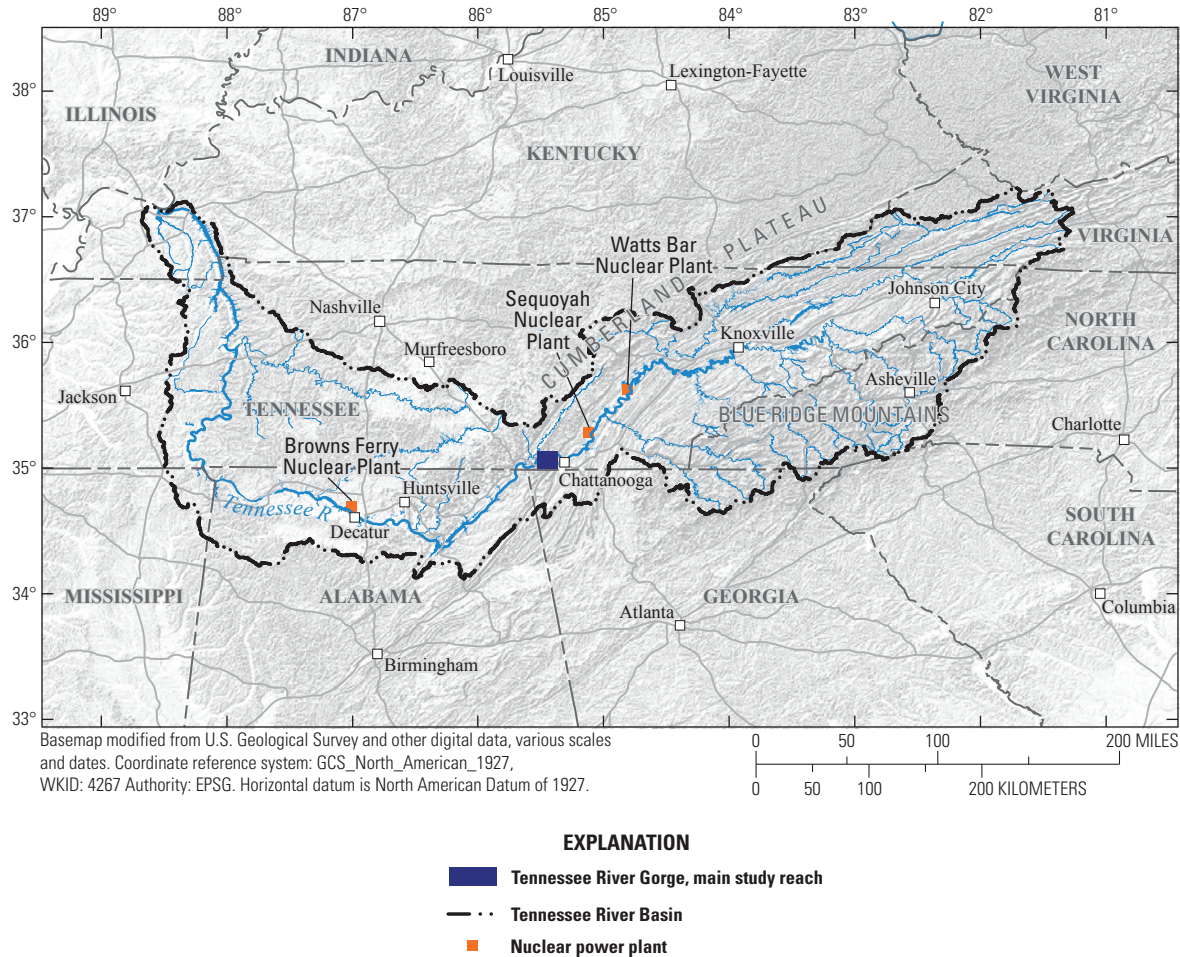 89° 88° 87° 86° 85° 84° 83° 82° 81°
INDIANA
Louisville
Lexington-Fayette
WEST
VIRGINIA
38°
ILLINOIS
KENTUCKY
37°
PLATEAU
VIRGINIA
Watts Bar
Nuclear Plant
Johnson City
Sequoyah
Nuclear
Plant
Nashville
CUMBERLAND
NORTH
CAROLINA
36°
Knoxville
Murfreesboro
Asheville
Jackson
TENNESSEE
BLUE RIDGE MOUNTAINS
Charlotte
Browns Ferry
Nuclear Plant
35°
Chattanooga
Huntsville
Tennessee R
Decatur
SOUTH
CAROLINA
34°
MISSISSIPPI
ALABAMA
GEORGIA
Columbia
Atlanta
Birmingham
33°
Basemap modified from U.S. Geological Survey and other digital data, various scales
and dates. Coordinate reference system: GCS_North_American_1927,
WKID: 4267 Authority: EPSG. Horizontal datum is North American Datum of 1927.
0 50 100 200 MILES
0 50 100 200 KILOMETERS
EXPLANATION
Tennessee River Gorge, main study reach
Tennessee River Basin
Nuclear power plant